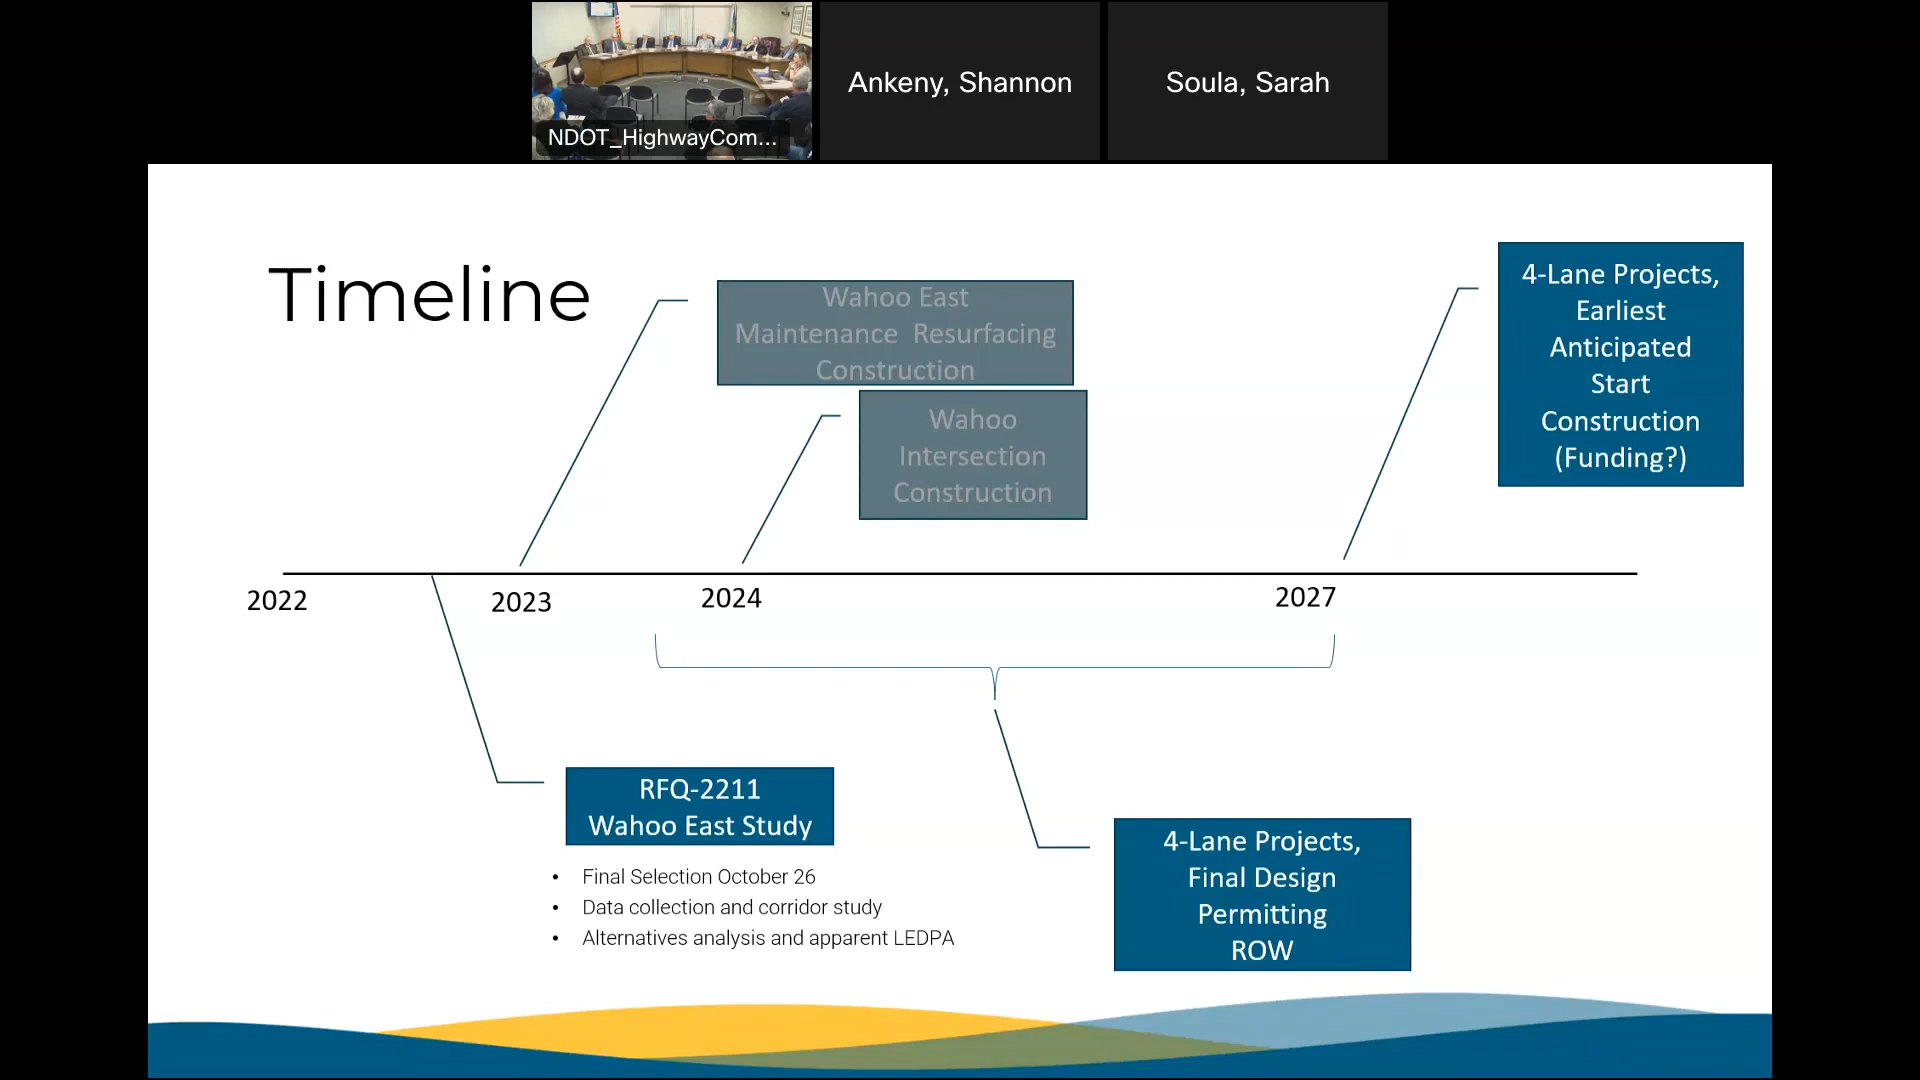 NDOT_HighwayCom...
Ankeny, Shannon
Soula, Sarah
Timeline
Wahoo East
Maintenance Resurfacing
Construction
Wahoo
Intersection
Construction
4-Lane Projects,
Earliest
Anticipated
Start
Construction
(Funding?)
2022
2023
2024
2027
RFQ-2211
Wahoo East Study
• Final Selection October 26
• Data collection and corridor study
• Alternatives analysis and apparent LEDPA
4-Lane Projects,
Final Design
Permitting
ROW